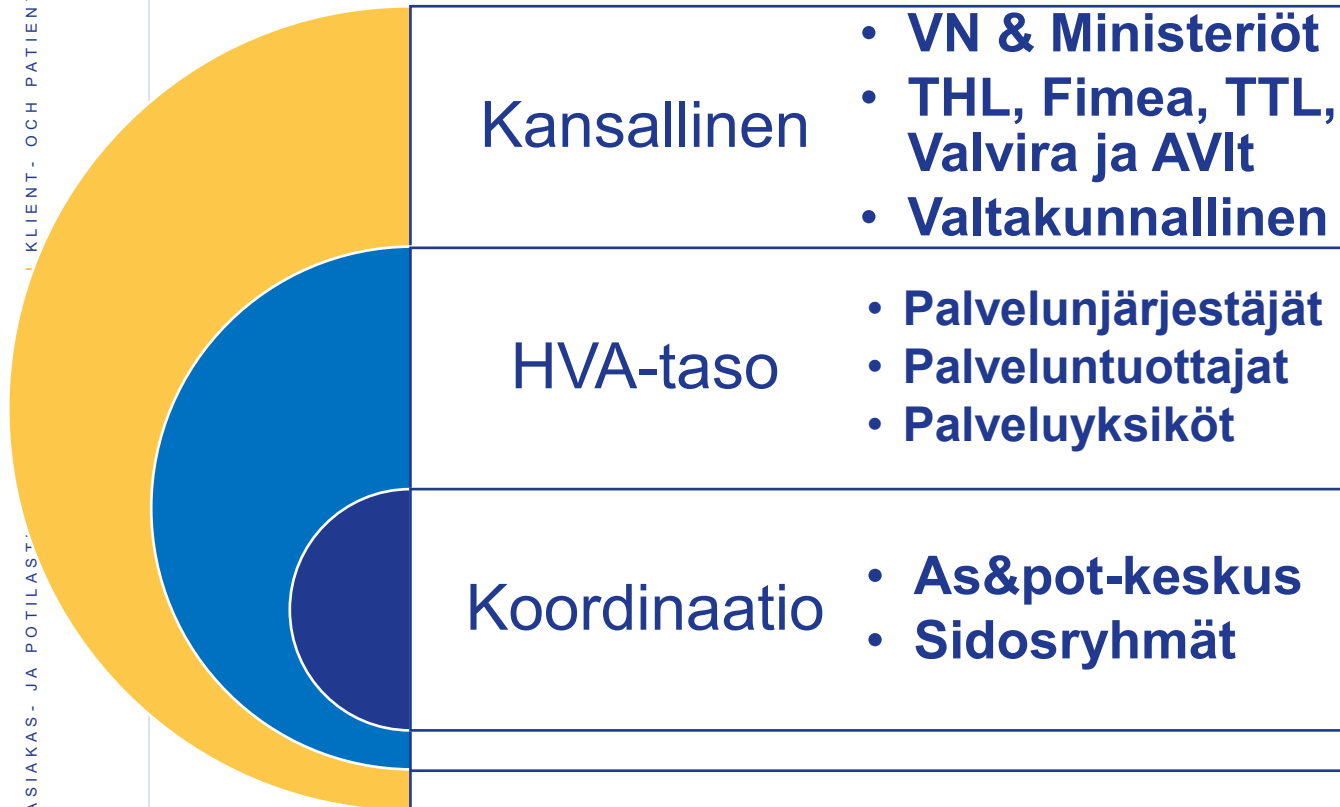 KLIENT- OCH PATIEN
ASIAKAS- JA POTILAST
Kansallinen
• VN & Ministeriöt
• THL, Fimea, TTL,
Valvira ja AVIt
• Valtakunnallinen
HVA-taso
• Palvelunjärjestäjät
• Palveluntuottajat
• Palveluyksiköt
Koordinaatio
• As&pot-keskus
• Sidosryhmät